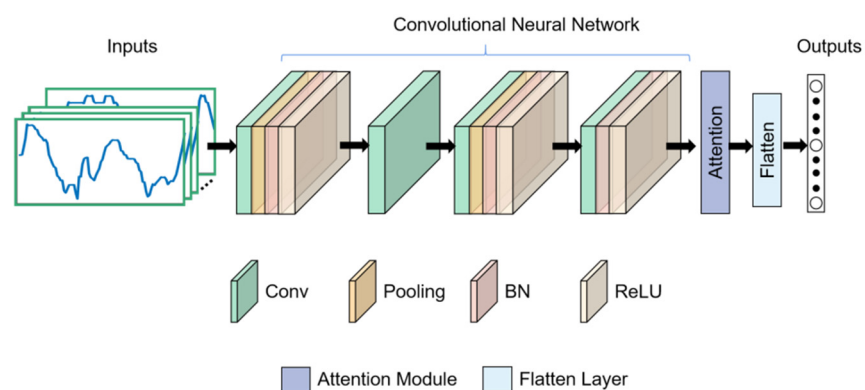 Convolutional Neural Network
Inputs
Outputs
Attention
Flatten
Conv
Pooling
BN
ReLU
Attention Module
Flatten Layer